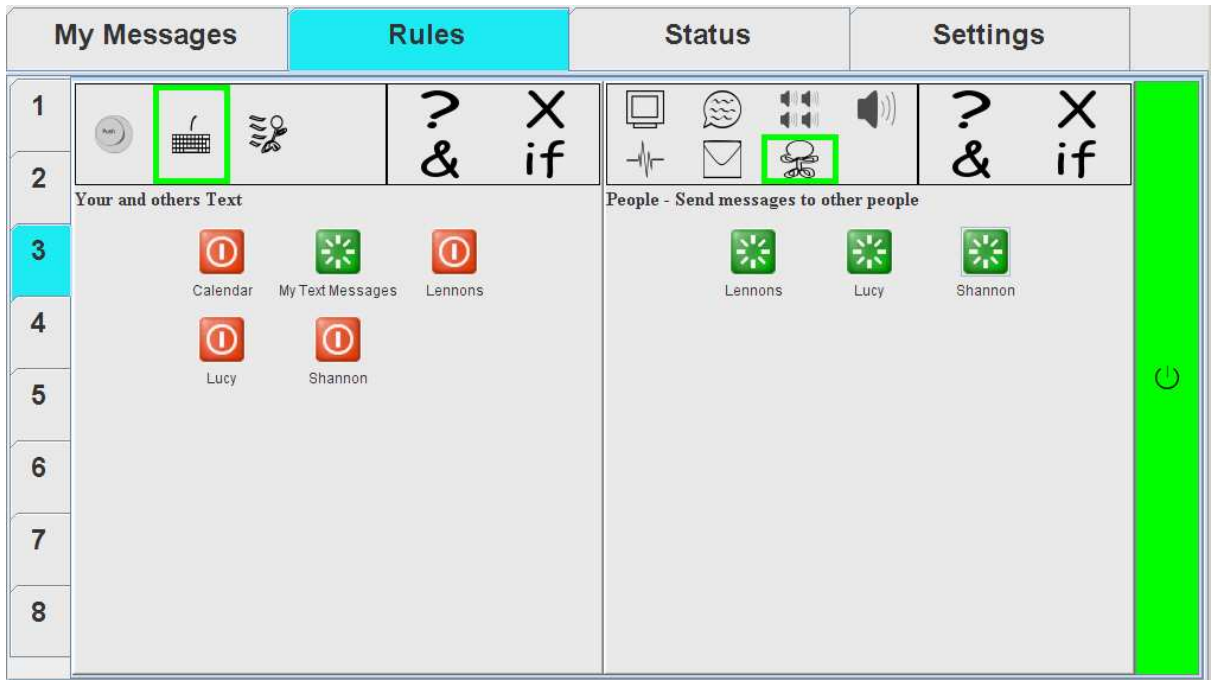 My Messages Rules Status Settings
1
2
3
4
5
6
7
8
Push
? X
& if
Your and others Text
Calendar My Text Messages Lennons
Lucy Shannon
? X
& if
People - Send messages to other people
Lennons Lucy Shannon